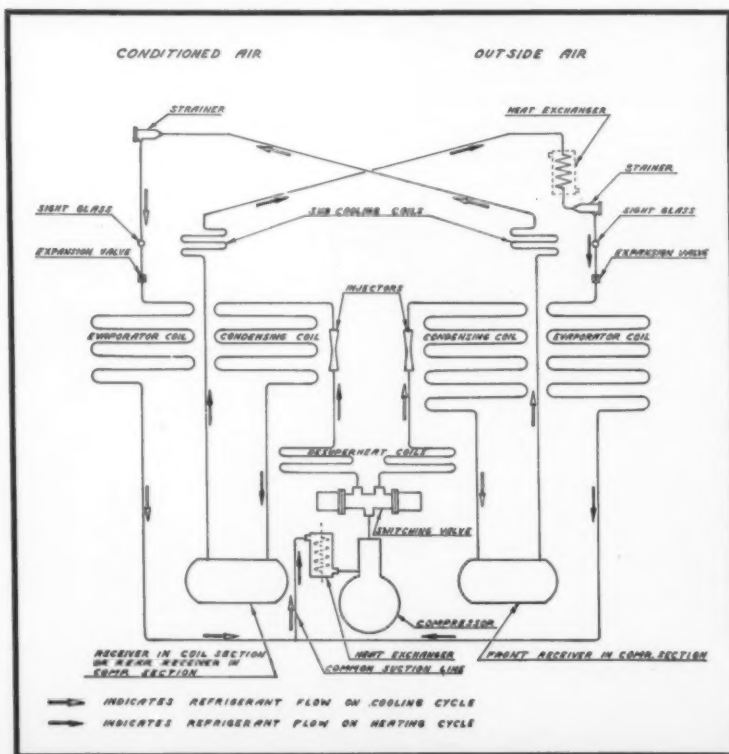 CONDITIONED AIR
OUTSIDE AIR
STRAINER
HEAT EXCHANGER
STAINER
SIGHT GLASS
SUB COOLING COILS
SIGHT GLASS
EXPANSION VALVE
EXPANSION VALVE
INJECTORS
EVAPORATOR COIL
CONDENSING COIL
CONDENSING COIL
EVAPORATOR COIL
DESUPERHEAT COILS
SWITCHING VALVE
COMPRESSOR
RECEIVER IN COIL SECTION
OR REAR RECEIVER IN
COMP. SECTION
HEAT EXCHANGER
COMMON SUCTION LINE
FRONT RECEIVER IN COMP. SECTION
INDICATES REFRIGERANT FLOW ON COOLING CYCLE
INDICATES REFRIGERANT FLOW ON HEATING CYCLE